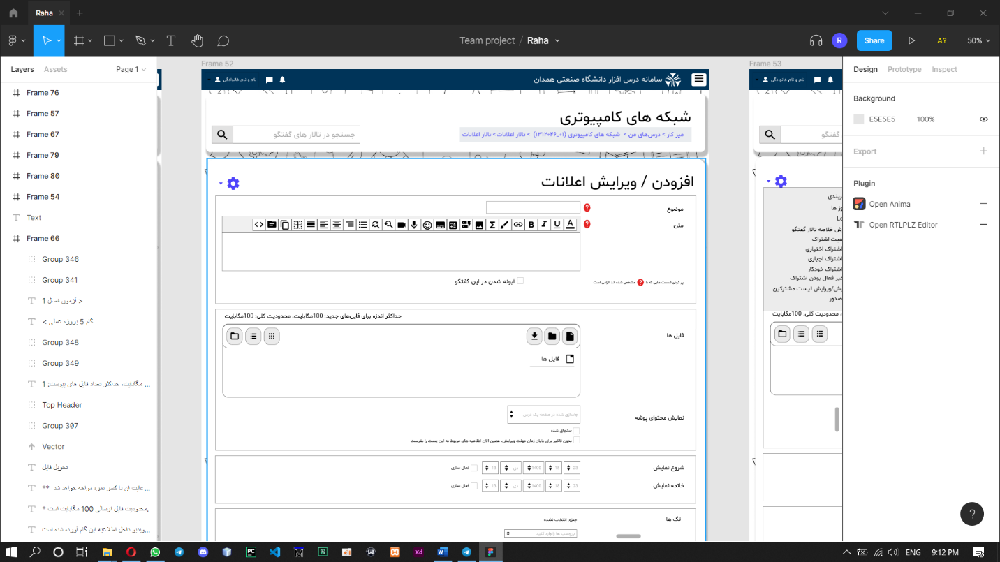 Raha
Team project / Raha
R
Share
A?
50%
Layers
Assets
Page 1
Frame 76
Frame 57
Frame 67
Frame 79
Frame 80
Frame 54
Text
Frame 66
Group 346
Group 341
آزمون فصل 1 >
گام 5 پروژه عملی >
Group 348
Group 349
... مگابایت، حداکثر تعداد فایل های پیوست: 1
Top Header
Group 307
Vector
تحویل فایل
** عایت آن با کسر نمره مواجه خواهد شد...
* محدودیت فایل ارسالی 100 مگابایت است.
ویدیو داخل اطلاعیه این گام آورده شده است...
Frame 52
سامانه درس افزار دانشگاه صنعتی همدان
نام و نام خانوادگی
شبکه های کامپیوتری
میز کار > درس‌های من > شبکه های کامپیوتری (۱۳۱۲۰۴۶_۰۱) > تالار اعلانات > تالار اعلانات
جستجو در تالار های گفتگو
افزودن / ویرایش اعلانات
موضوع
متن
پر کردن قسمت هایی که با ? مشخص شده اند الزامی است
آبونه شدن در این گفتگو
حداکثر اندازه برای فایل‌های جدید: 100مگابایت، محدودیت کلی: 100مگابایت
فایل ها
فایل ها
نمایش محتوای پوشه
جاسازی شده در صفحه یک درس
سنجاق شده
بدون تاخیر برای پایان زمان مهلت ویرایش، همین الان اطلاعیه های مربوط به این پست را بفرست
شروع نمایش
23 18 1400 دی 13 فعال سازی
خاتمه نمایش
23 18 1400 دی 13 فعال سازی
تگ ها
چیزی انتخاب نشده
برچسب ها را وارد کنید
Frame 53
نام و نام خانوادگی
گفتگو
ربندی
وز ها
Lo
ش خلاصه تالار گفتگو
عیت اشتراک
اشتراک اختیاری
اشتراک اجباری
اشتراک خودکار
غیر فعال بودن اشتراک
یش/ویرایش لیست مشترکین
صدور
، محدودیت کلی: 100مگابایت
Design
Prototype
Inspect
Background
E5E5E5
100%
Export
Plugin
Open Anima
Open RTLPLZ Editor
?
ENG
9:12 PM